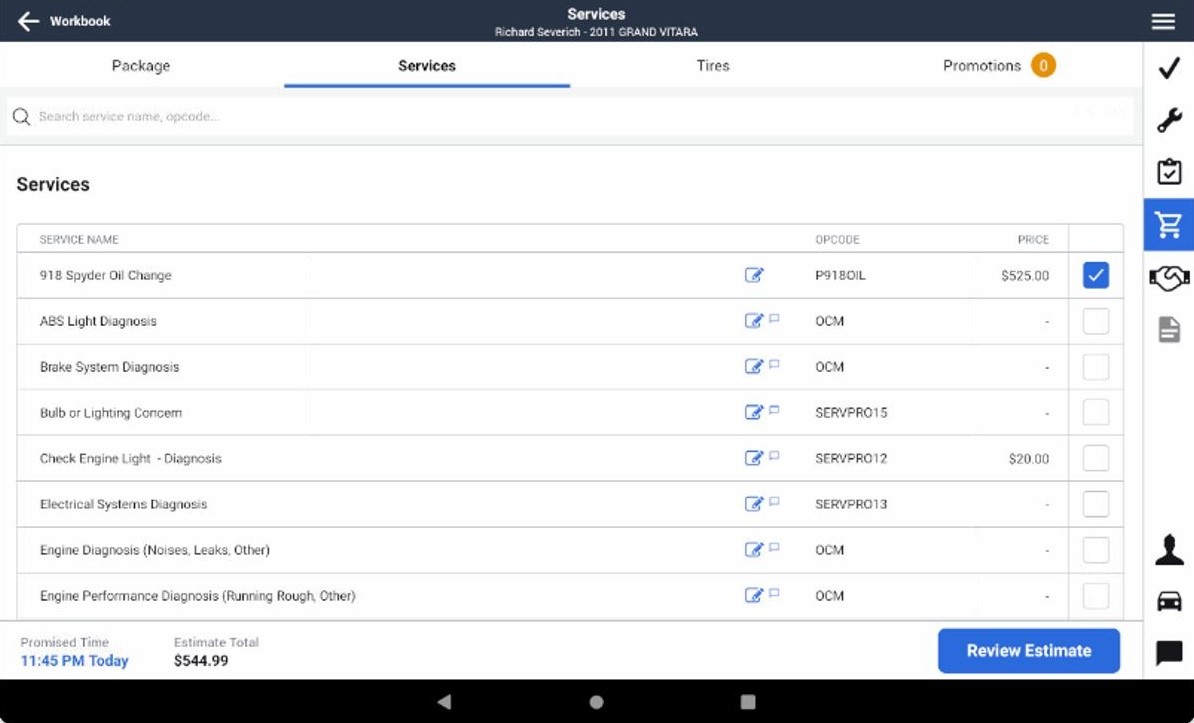 Workbook
Services
Richard Severich - 2011 GRAND VITARA
Package
Services
Tires
Promotions 0
Search service name, opcode...
Services
SERVICE NAME OPCODE PRICE
918 Spyder Oil Change P918OIL $525.00
ABS Light Diagnosis OCM -
Brake System Diagnosis OCM -
Bulb or Lighting Concern SERVPRO15 -
Check Engine Light - Diagnosis SERVPRO12 $20.00
Electrical Systems Diagnosis SERVPRO13 -
Engine Diagnosis (Noises, Leaks, Other) OCM -
Engine Performance Diagnosis (Running Rough, Other) OCM -
Promised Time
11:45 PM Today
Estimate Total
$544.99
Review Estimate